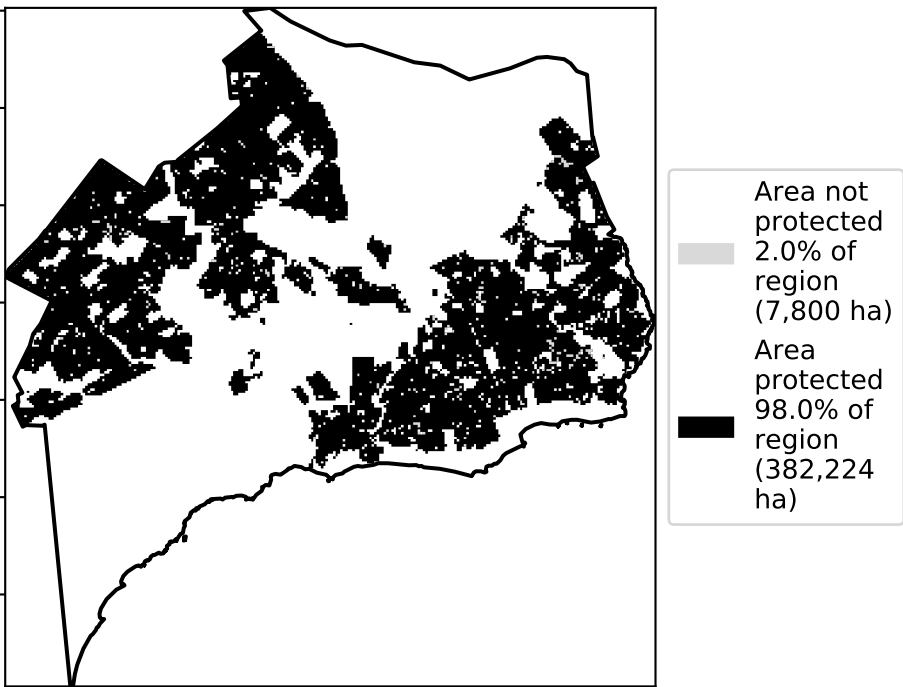 Area not
protected
2.0% of
region
(7,800 ha)
Area
protected
98.0% of
region
(382,224
ha)